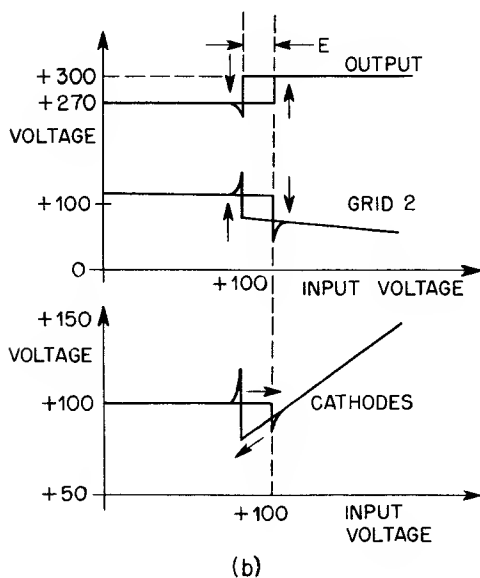 E
OUTPUT
+300
+270
VOLTAGE
+100
GRID 2
0
+100 INPUT VOLTAGE
+150
VOLTAGE
+100
CATHODES
+50
+100
INPUT
VOLTAGE
(b)